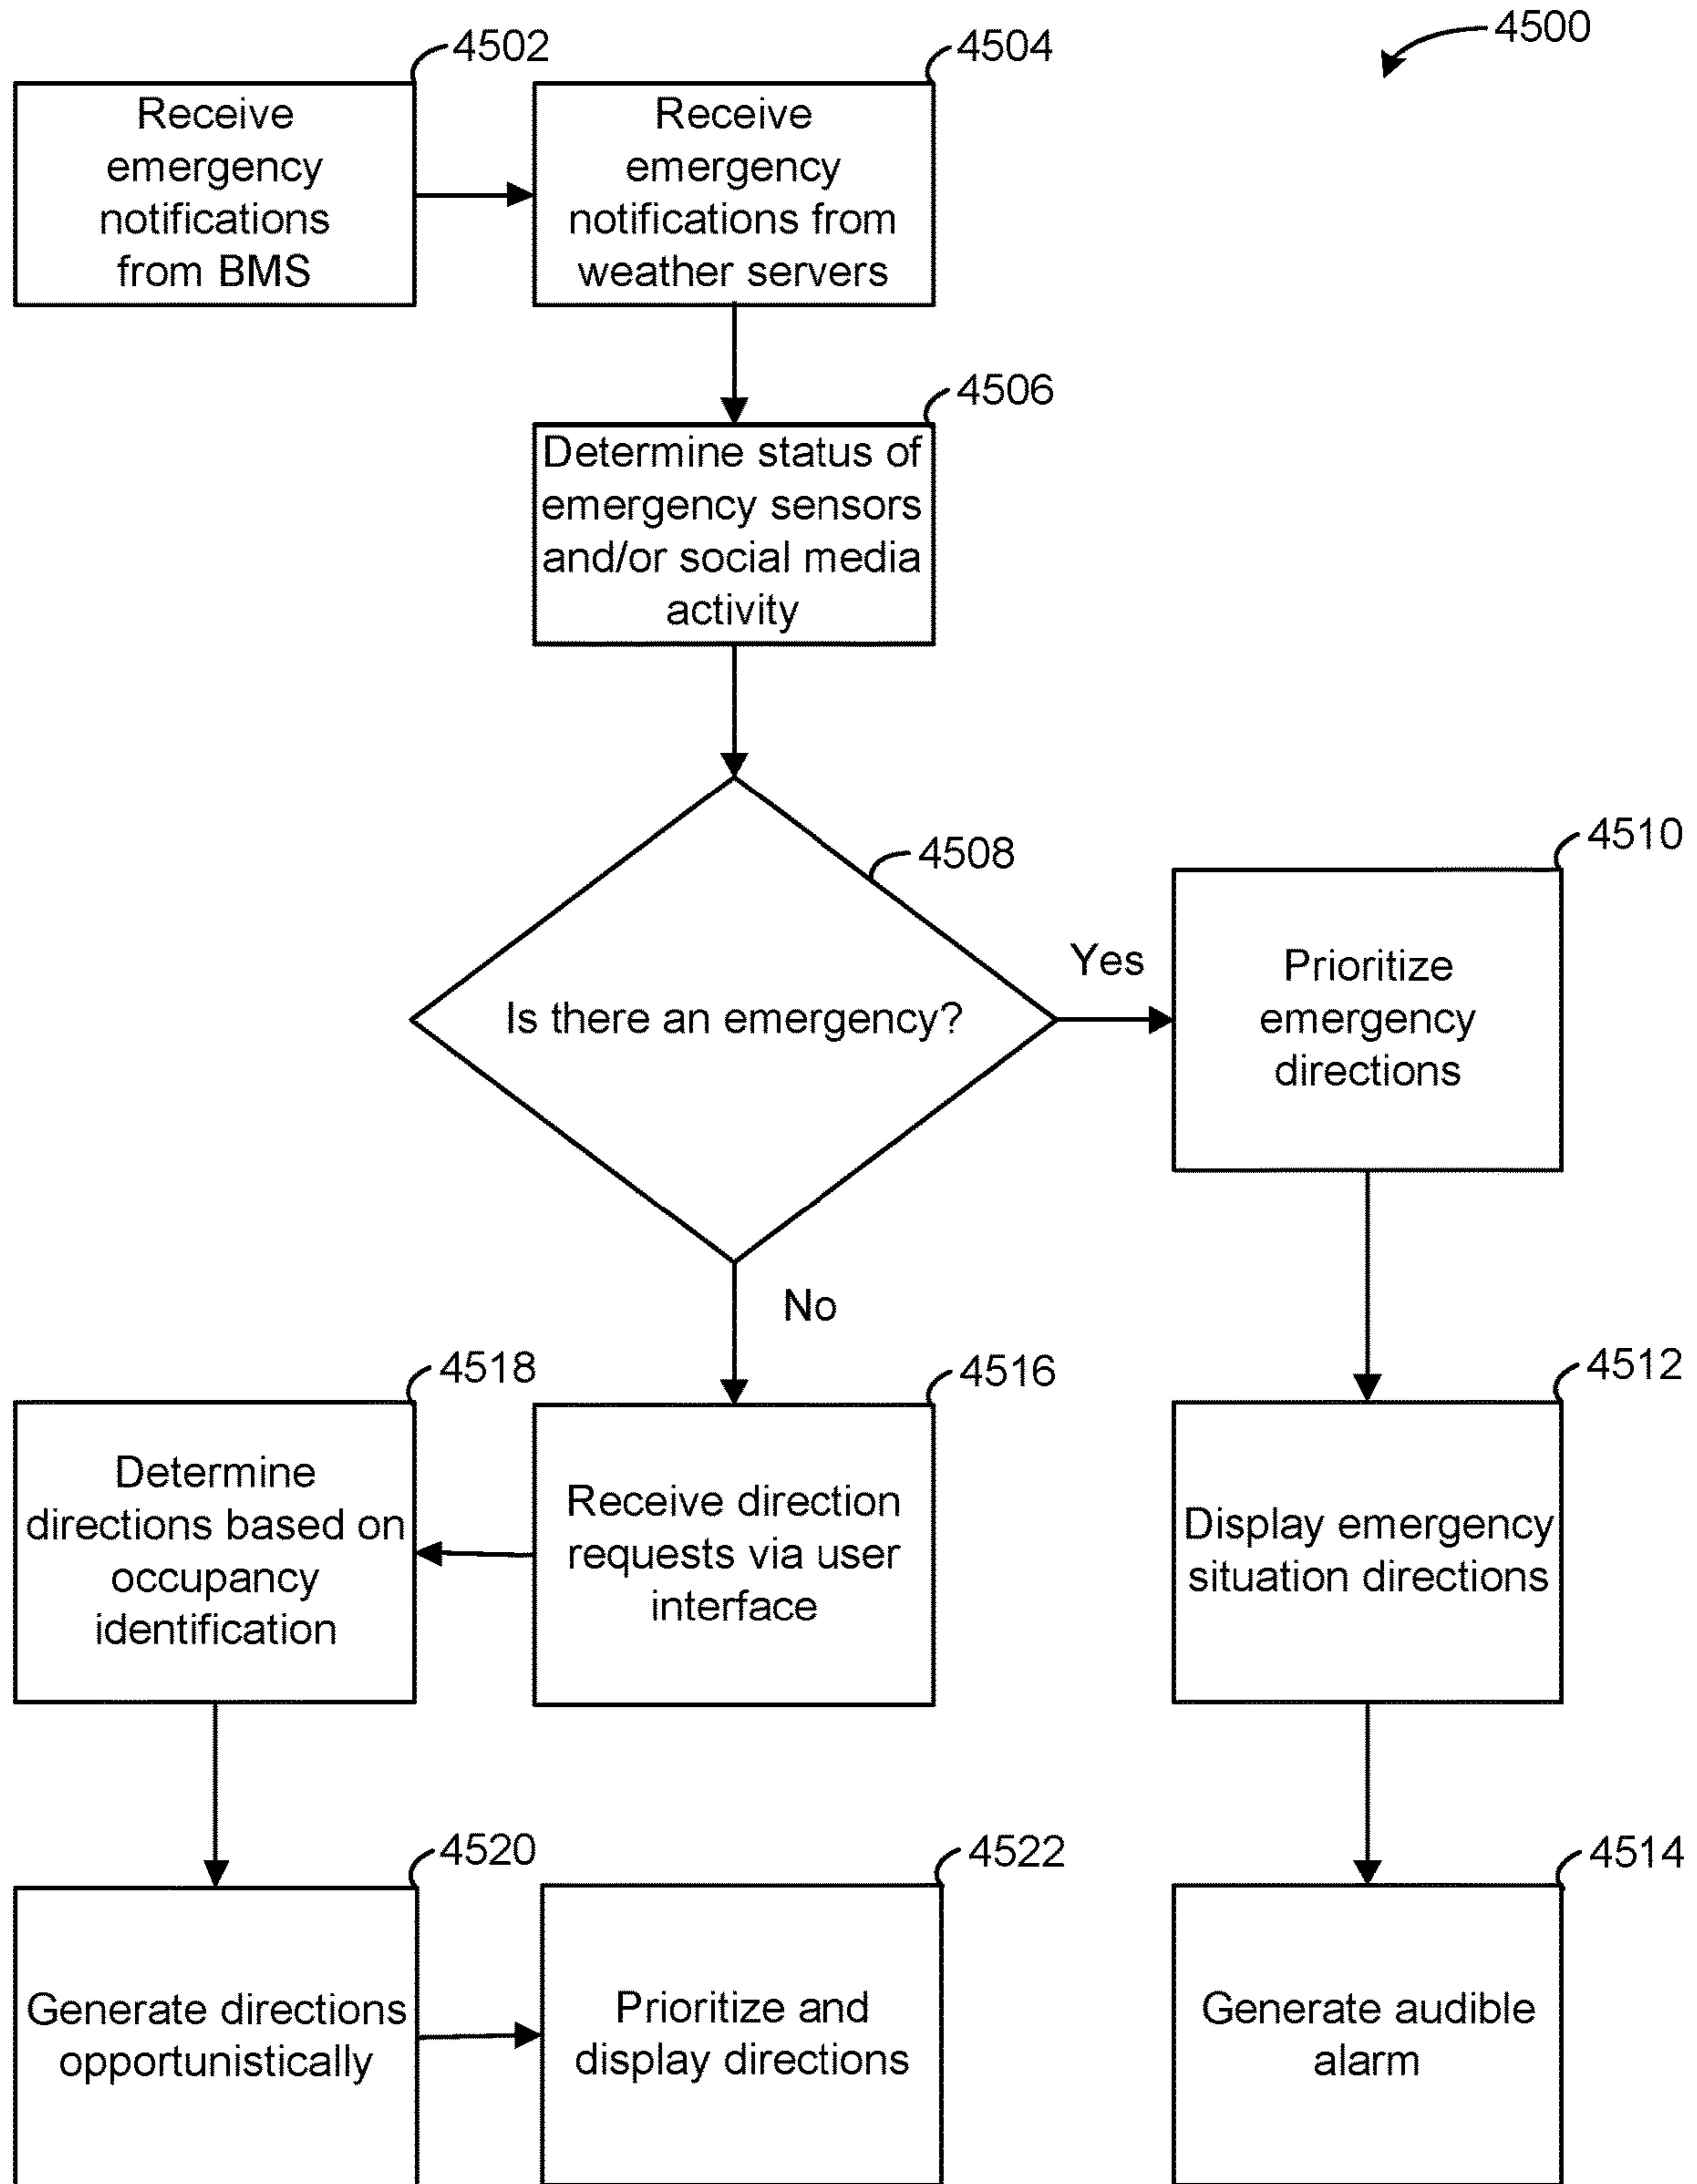 4500
4502
Receive
emergency
notifications
from BMS
4504
Receive
emergency
notifications from
weather servers
4506
Determine status of
emergency sensors
and/or social media
activity
4508
Is there an emergency?
Yes
No
4510
Prioritize
emergency
directions
4512
Display emergency
situation directions
4514
Generate audible
alarm
4516
Receive direction
requests via user
interface
4518
Determine
directions based on
occupancy
identification
4520
Generate directions
opportunistically
4522
Prioritize and
display directions